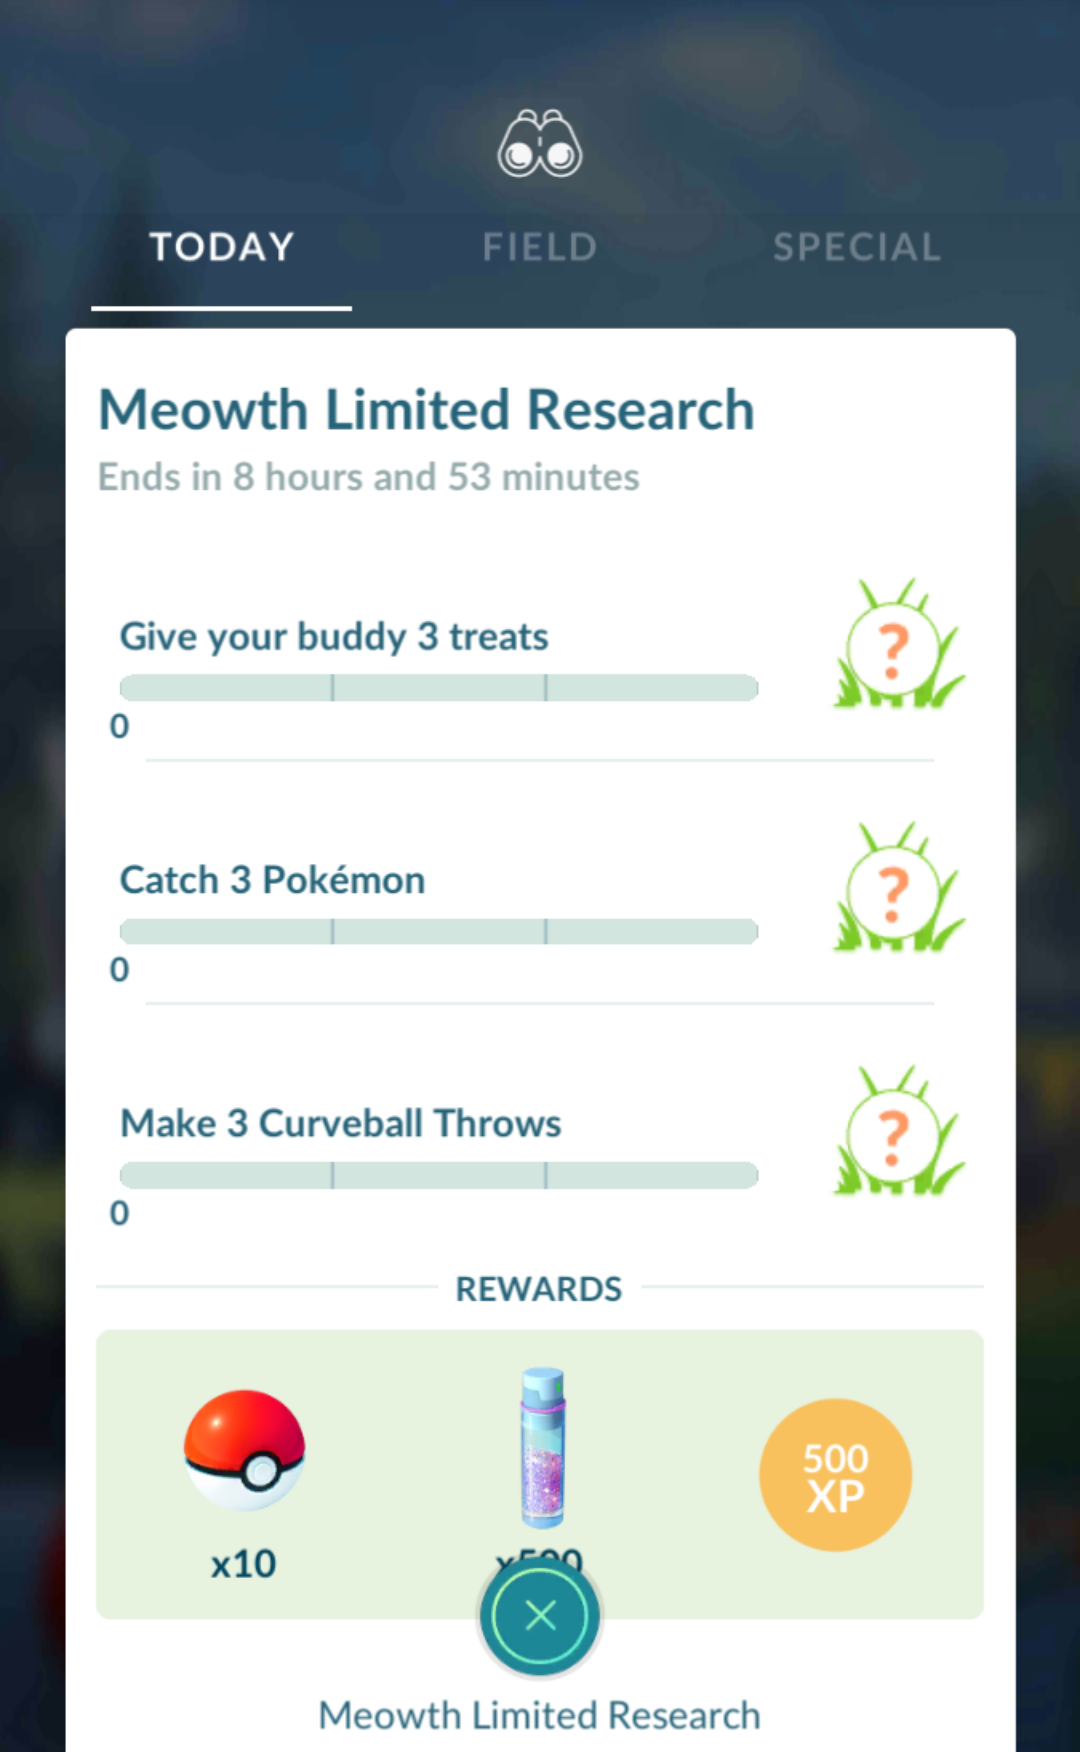 TODAY
FIELD
SPECIAL
Meowth Limited Research
Ends in 8 hours and 53 minutes
Give your buddy 3 treats
?
0
Catch 3 Pokémon
?
0
Make 3 Curveball Throws
?
0
REWARDS
500
XP
x10
x500
Meowth Limited Research